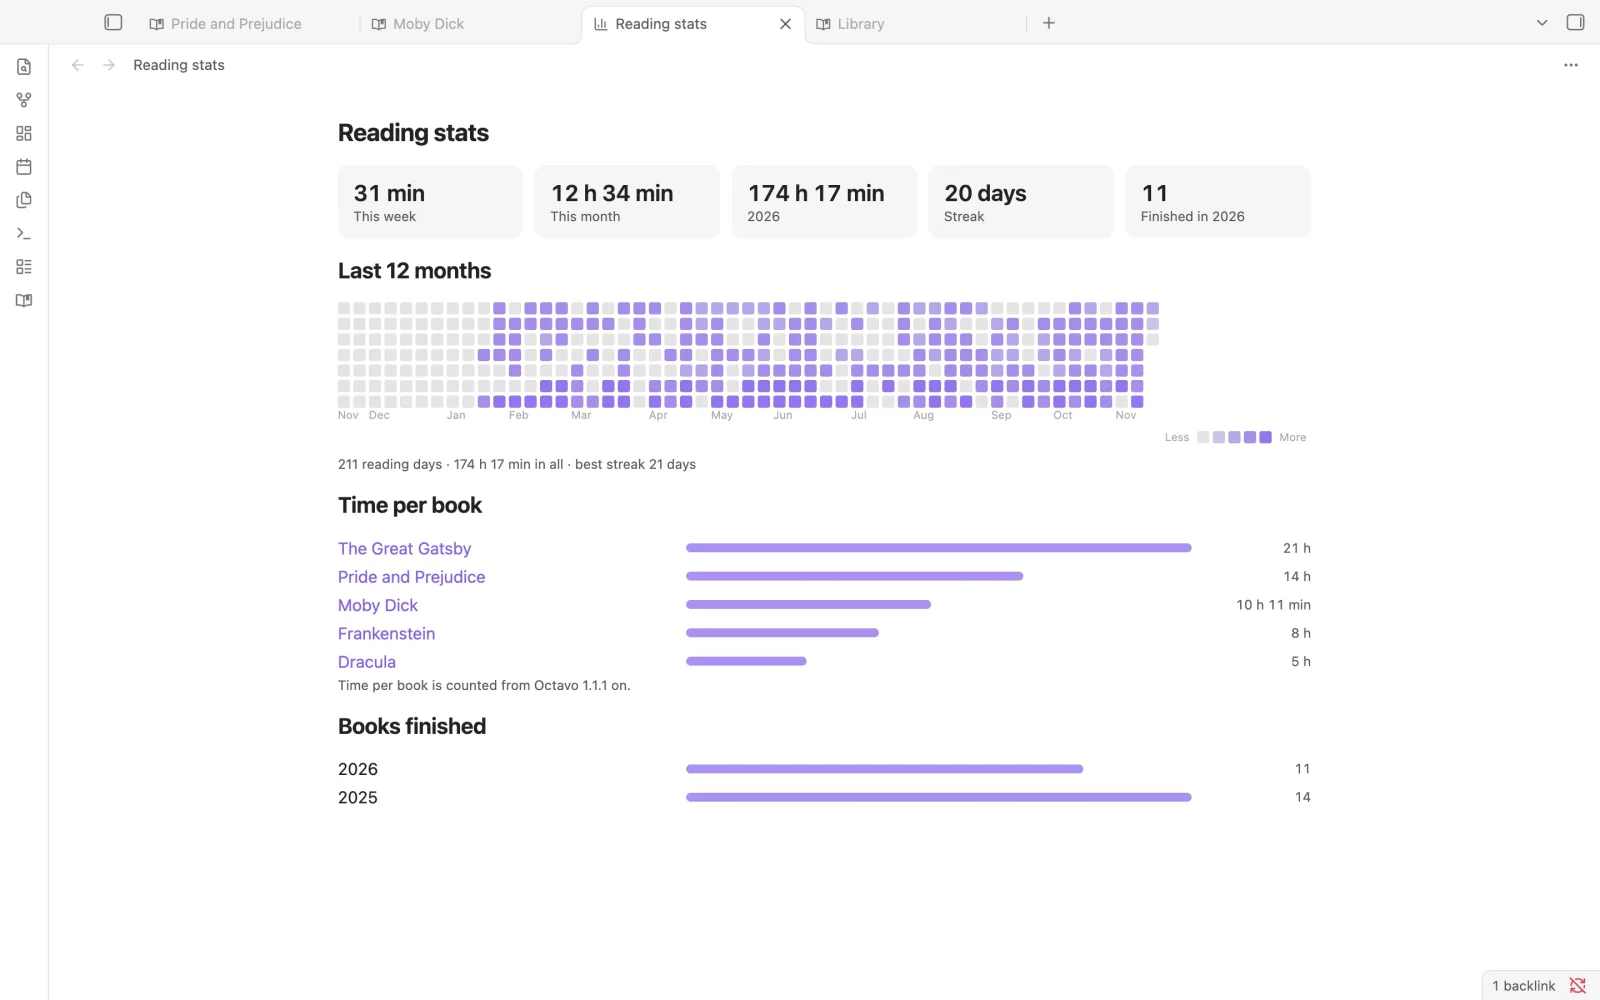 Pride and Prejudice
Moby Dick
Reading stats
Library
Reading stats
Reading stats
31 min
This week
12 h 34 min
This month
174 h 17 min
2026
20 days
Streak
11
Finished in 2026
Last 12 months
Nov Dec Jan Feb Mar Apr May Jun Jul Aug Sep Oct Nov
Less More
211 reading days · 174 h 17 min in all · best streak 21 days
Time per book
The Great Gatsby 21 h
Pride and Prejudice 14 h
Moby Dick 10 h 11 min
Frankenstein 8 h
Dracula 5 h
Time per book is counted from Octavo 1.1.1 on.
Books finished
2026 11
2025 14
1 backlink